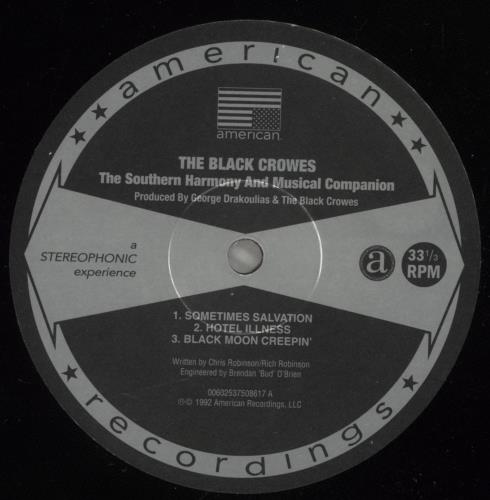 american
american
THE BLACK CROWES
The Southern Harmony And Musical Companion
Produced By George Drakoulias & The Black Crowes
a
STEREOPHONIC
experience
a
33 1/3
RPM
1. SOMETIMES SALVATION
2. HOTEL ILLNESS
3. BLACK MOON CREEPIN'
Written by Chris Robinson/Rich Robinson
Engineered by Brendan 'Bud' O'Brien
00602537508617 A
℗© 1992 American Recordings, LLC
recordings